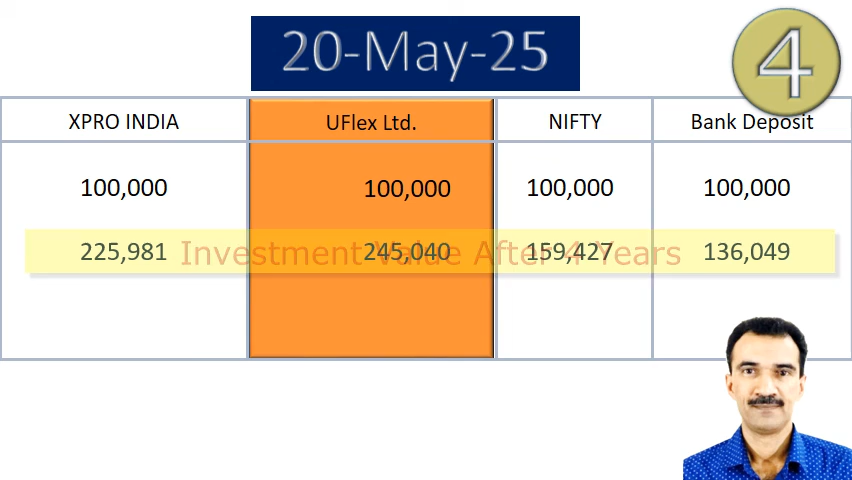 20-May-25
4
XPRO INDIA UFlex Ltd. NIFTY Bank Deposit
100,000 100,000 100,000 100,000
225,981 245,040 159,427 136,049
Investment Value After 4 Years